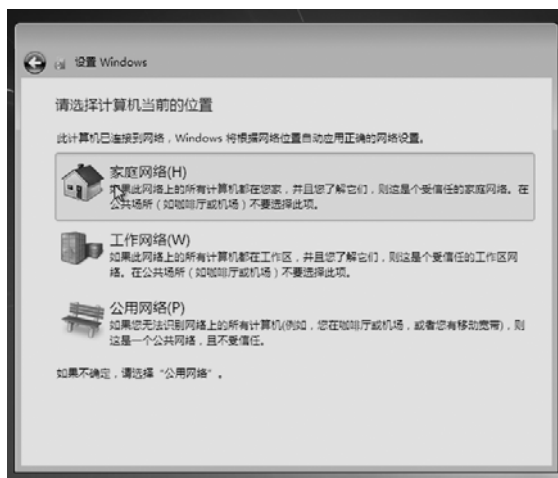 设置 Windows
请选择计算机当前的位置
此计算机已连接到网络，Windows 将根据网络位置自动应用正确的网络设置。
家庭网络(H)
如果此网络上的所有计算机都在您家，并且您了解它们，则这是个受信任的家庭网络。在
公共场所（如咖啡厅或机场）不要选择此项。
工作网络(W)
如果此网络上的所有计算机都在工作区，并且您了解它们，则这是个受信任的工作区网
络。在公共场所（如咖啡厅或机场）不要选择此项。
公用网络(P)
如果您无法识别网络上的所有计算机(例如，您在咖啡厅或机场，或者您有移动宽带)，则
这是一个公共网络，且不受信任。
如果不确定，请选择“公用网络”。